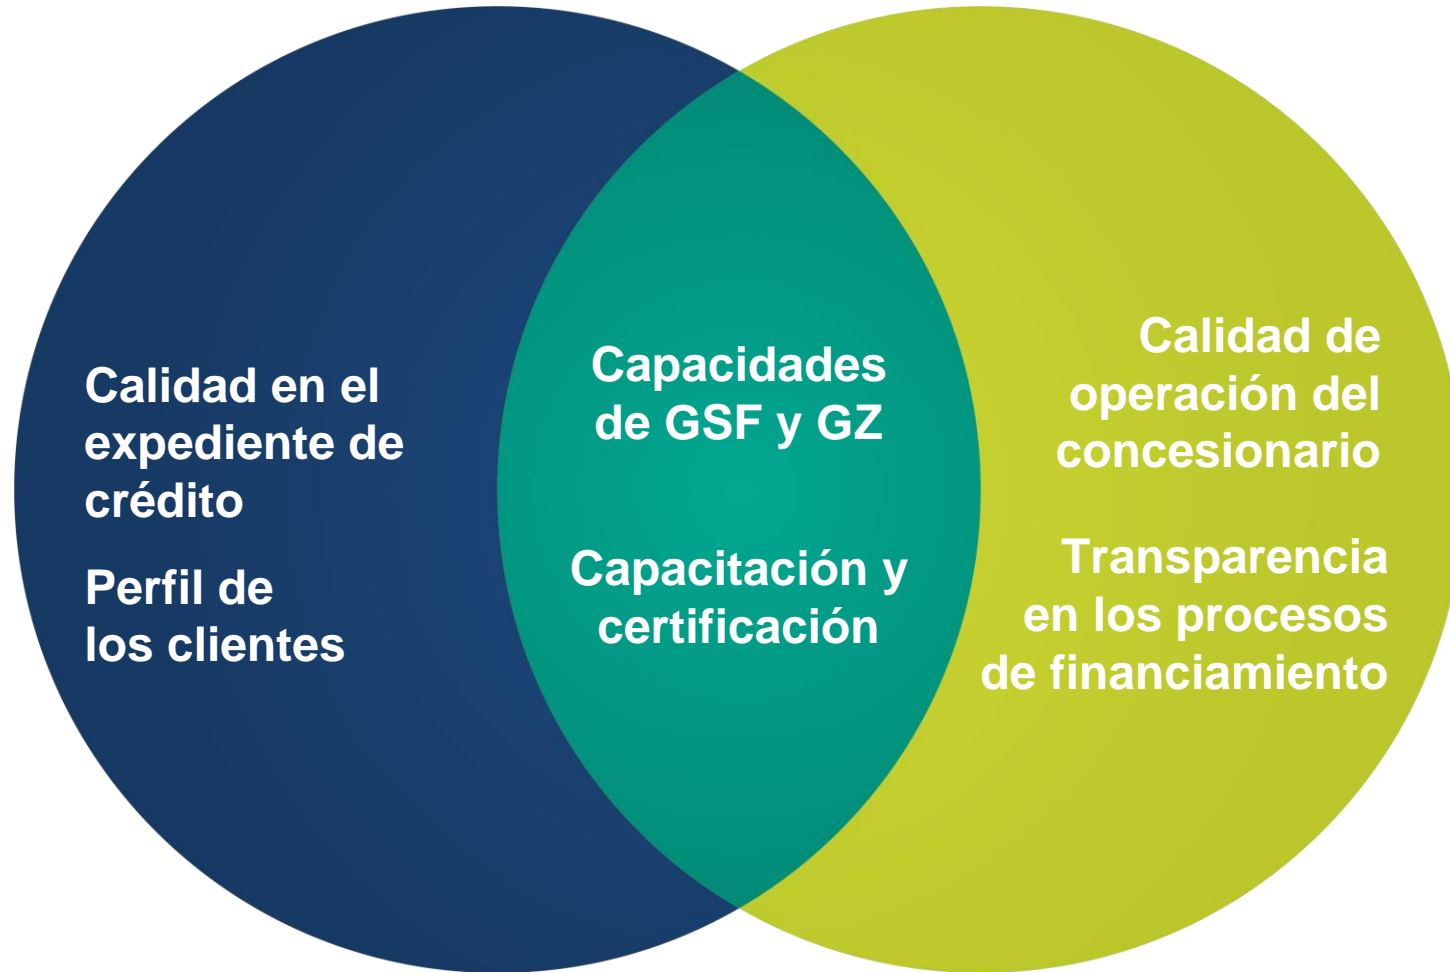 Calidad en el
expediente de
crédito
Perfil de
los clientes
Capacidades
de GSF y GZ
Capacitación y
certificación
Calidad de
operación del
concesionario
Transparencia
en los procesos
de financiamiento